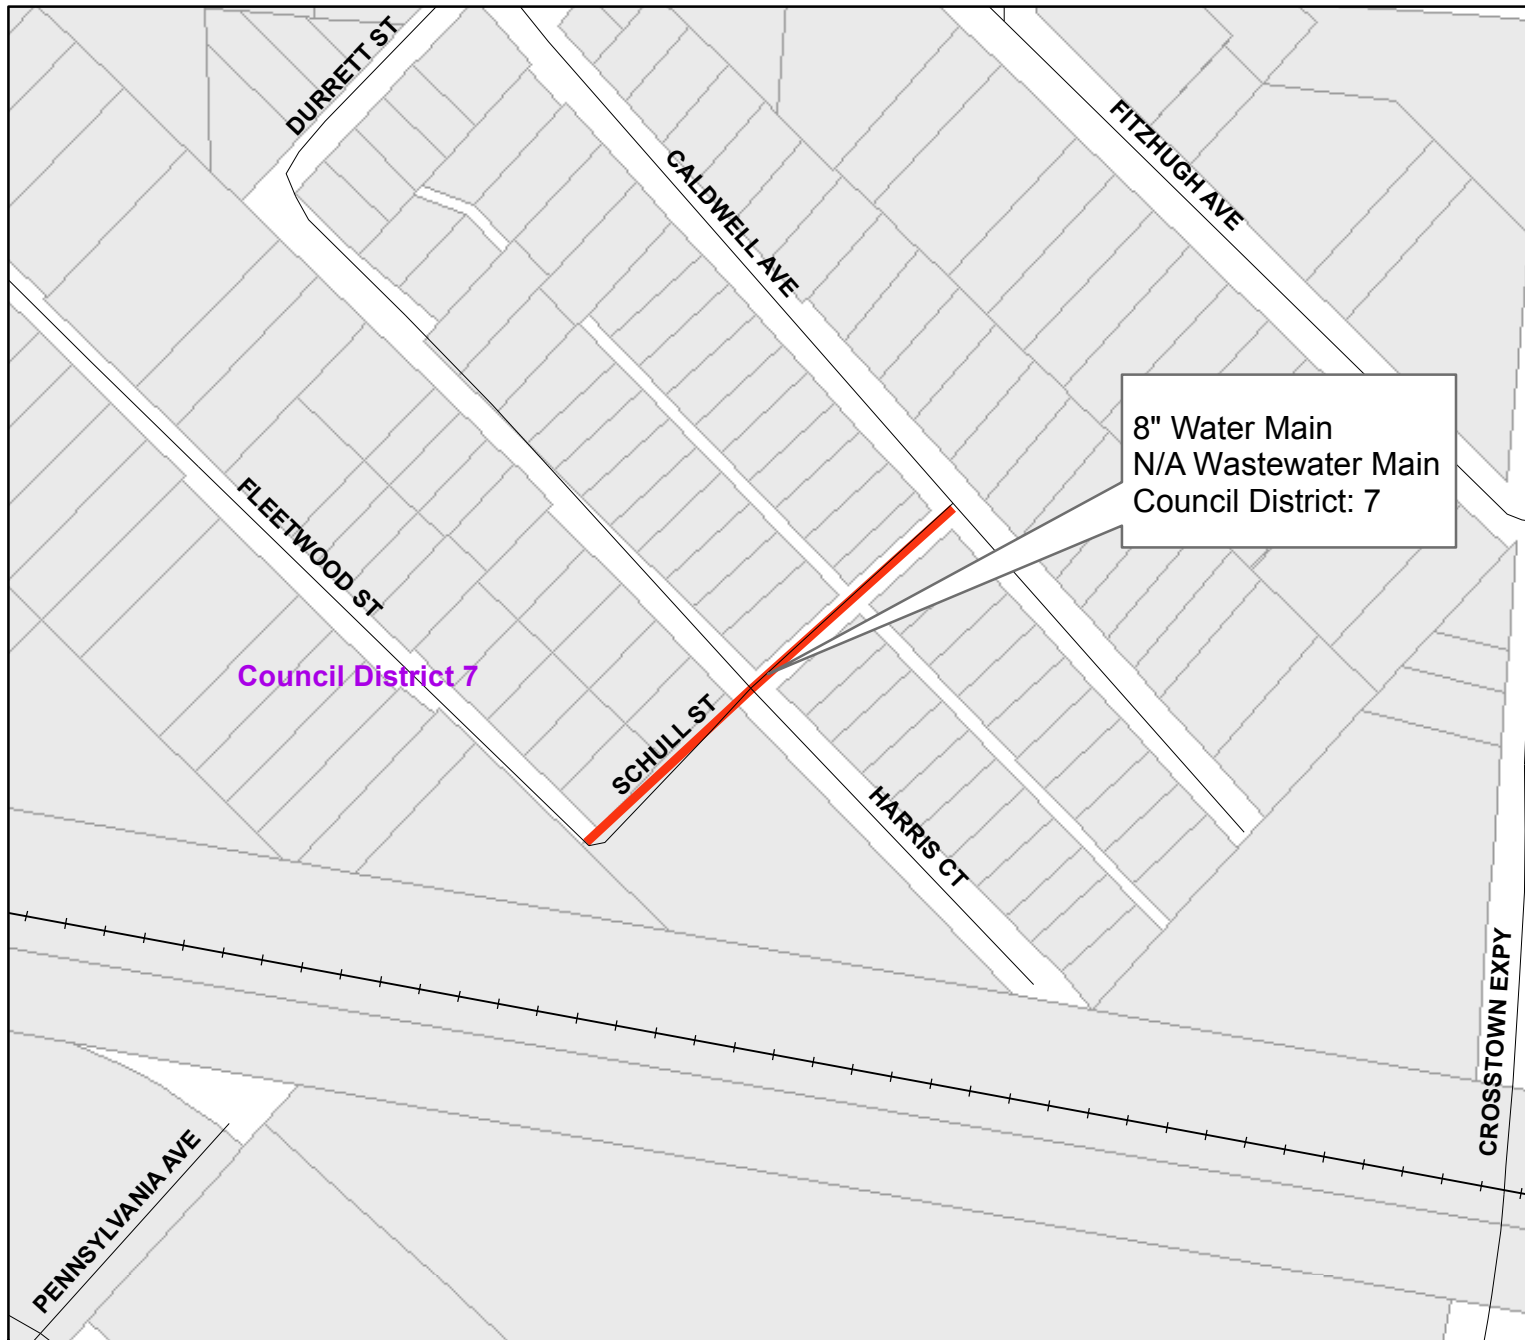 DURRETT ST
FITZHUGH AVE
CALDWELL AVE
8" Water Main
N/A Wastewater Main
Council District: 7
FLEETWOOD ST
Council District 7
SCHULL ST
HARRIS CT
CROSSTOWN EXPY
PENNSYLVANIA AVE